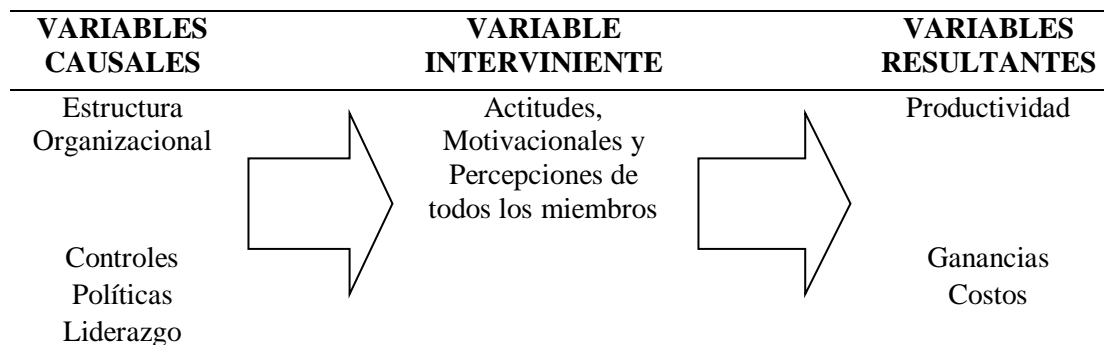 VARIABLES
CAUSALES
VARIABLE
INTERVINIENTE
VARIABLES
RESULTANTES
Estructura
Organizacional
Actitudes,
Motivacionales y
Percepciones de
todos los miembros
Productividad
Controles
Políticas
Liderazgo
Ganancias
Costos